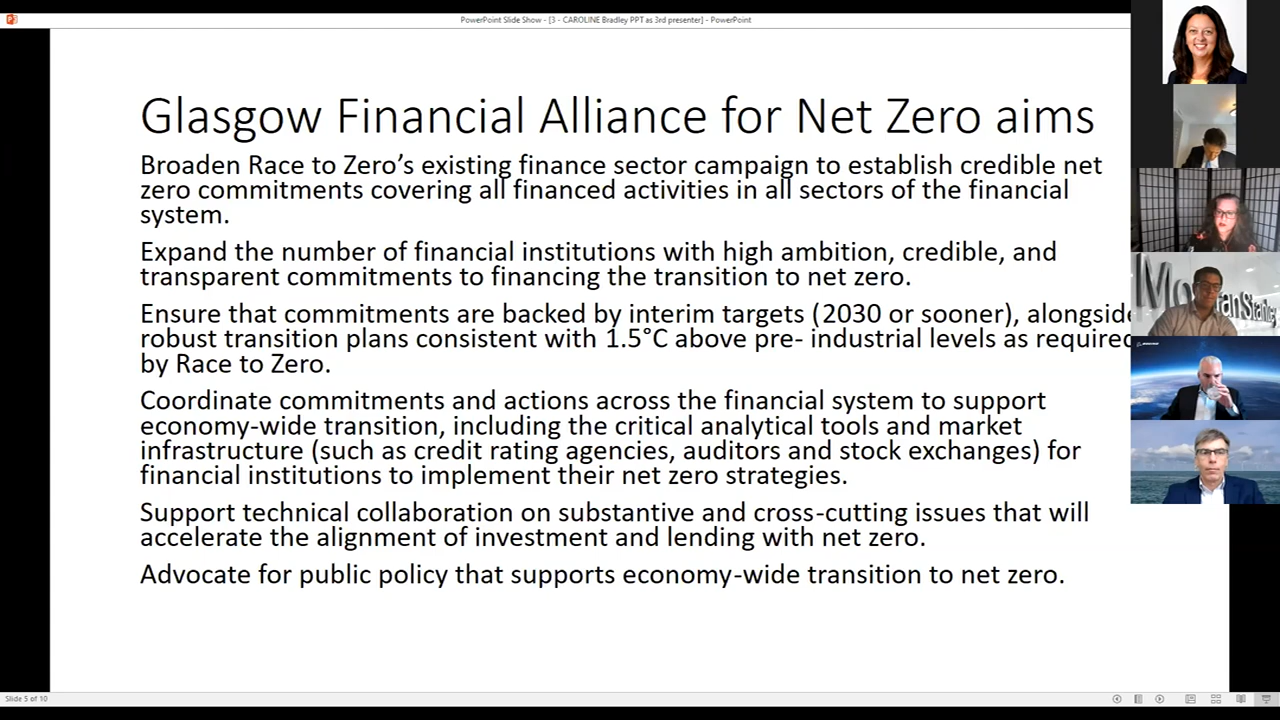 PowerPoint Slide Show - [3 - CAROLINE Bradley PPT as 3rd presenter] - PowerPoint
Glasgow Financial Alliance for Net Zero aims
Broaden Race to Zero’s existing finance sector campaign to establish credible net
zero commitments covering all financed activities in all sectors of the financial
system.
Expand the number of financial institutions with high ambition, credible, and
transparent commitments to financing the transition to net zero.
Ensure that commitments are backed by interim targets (2030 or sooner), alongside
robust transition plans consistent with 1.5°C above pre- industrial levels as required
by Race to Zero.
Coordinate commitments and actions across the financial system to support
economy-wide transition, including the critical analytical tools and market
infrastructure (such as credit rating agencies, auditors and stock exchanges) for
financial institutions to implement their net zero strategies.
Support technical collaboration on substantive and cross-cutting issues that will
accelerate the alignment of investment and lending with net zero.
Advocate for public policy that supports economy-wide transition to net zero.
Slide 5 of 10